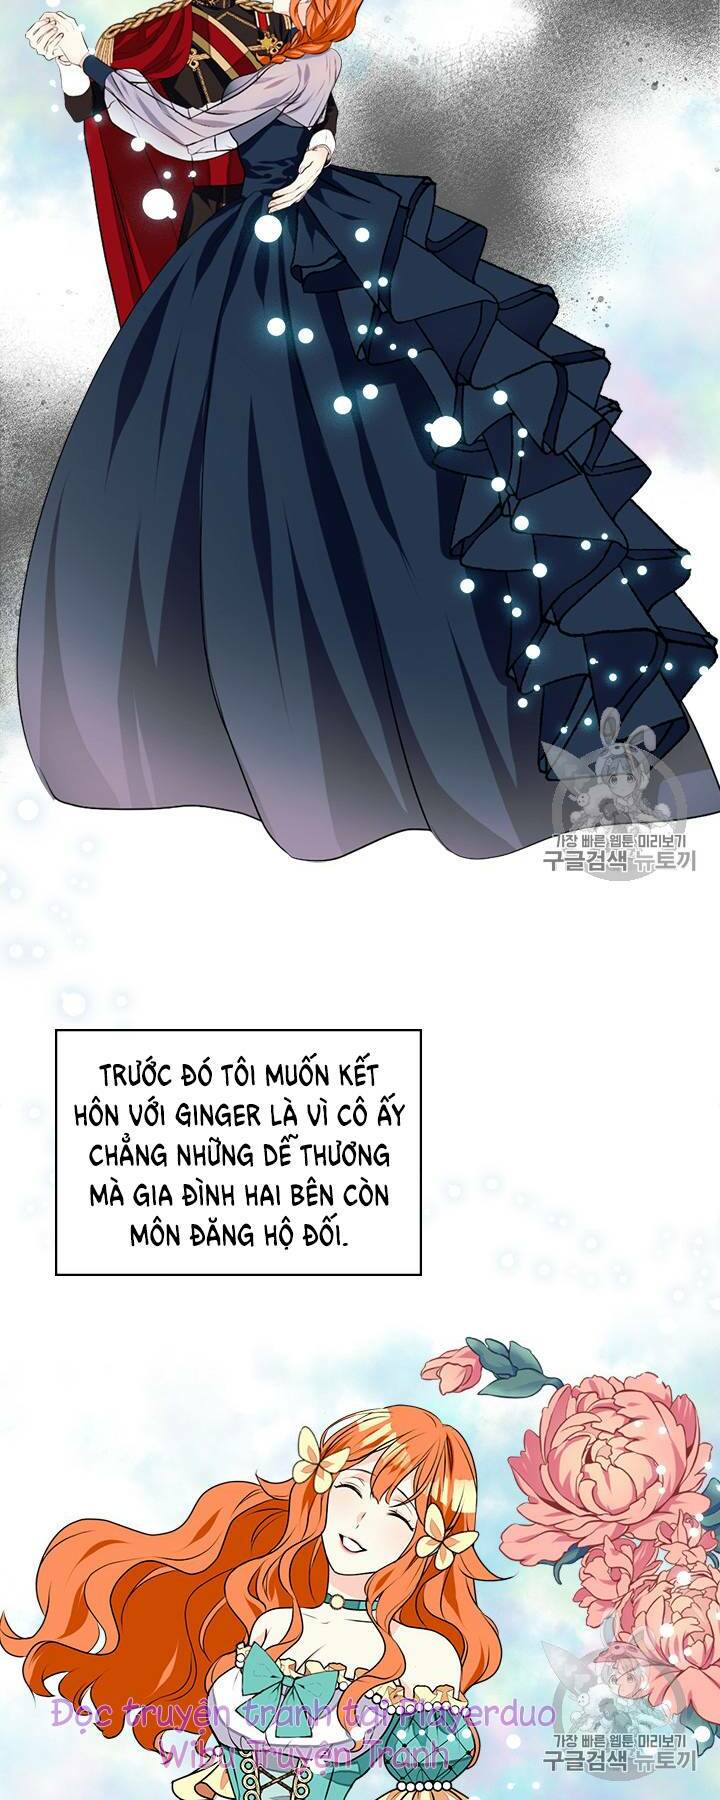 가장 빠른 웹툰 미리보기
구글검색 뉴토끼
TRƯỚC ĐÓ TÔI MUỐN KẾT
HÔN VỚI GINGER LÀ VÌ CÔ ẤY
CHẲNG NHỮNG DỄ THƯƠNG
MÀ GIA ĐÌNH HAI BÊN CÒN
MÔN ĐĂNG HỘ ĐỐI.
Đọc truyện tranh tại Playerduo
Wibu Truyện Tranh
가장 빠른 웹툰 미리보기
구글검색 뉴토끼